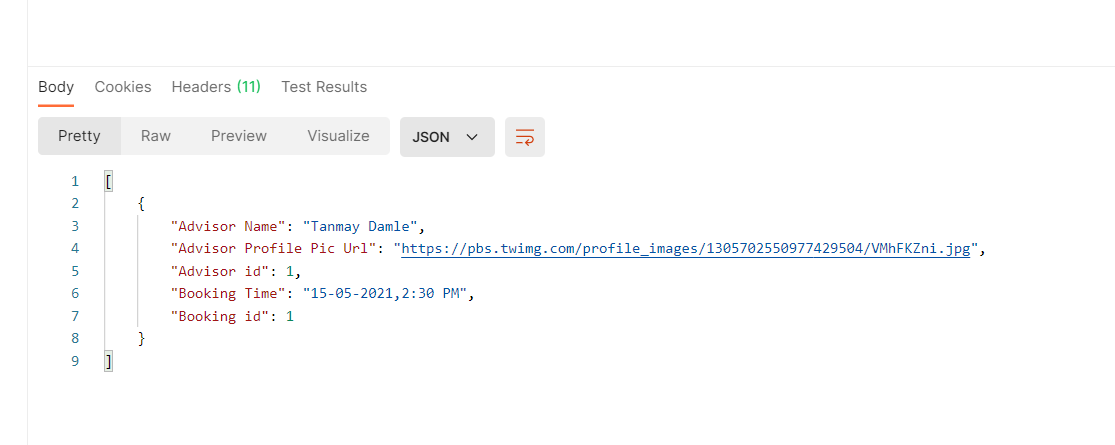 Body Cookies Headers (11) Test Results
Pretty Raw Preview Visualize JSON
1 [
2 {
3 "Advisor Name": "Tanmay Damle",
4 "Advisor Profile Pic Url": "https://pbs.twimg.com/profile_images/1305702550977429504/VMhFKZni.jpg",
5 "Advisor id": 1,
6 "Booking Time": "15-05-2021,2:30 PM",
7 "Booking id": 1
8 }
9 ]